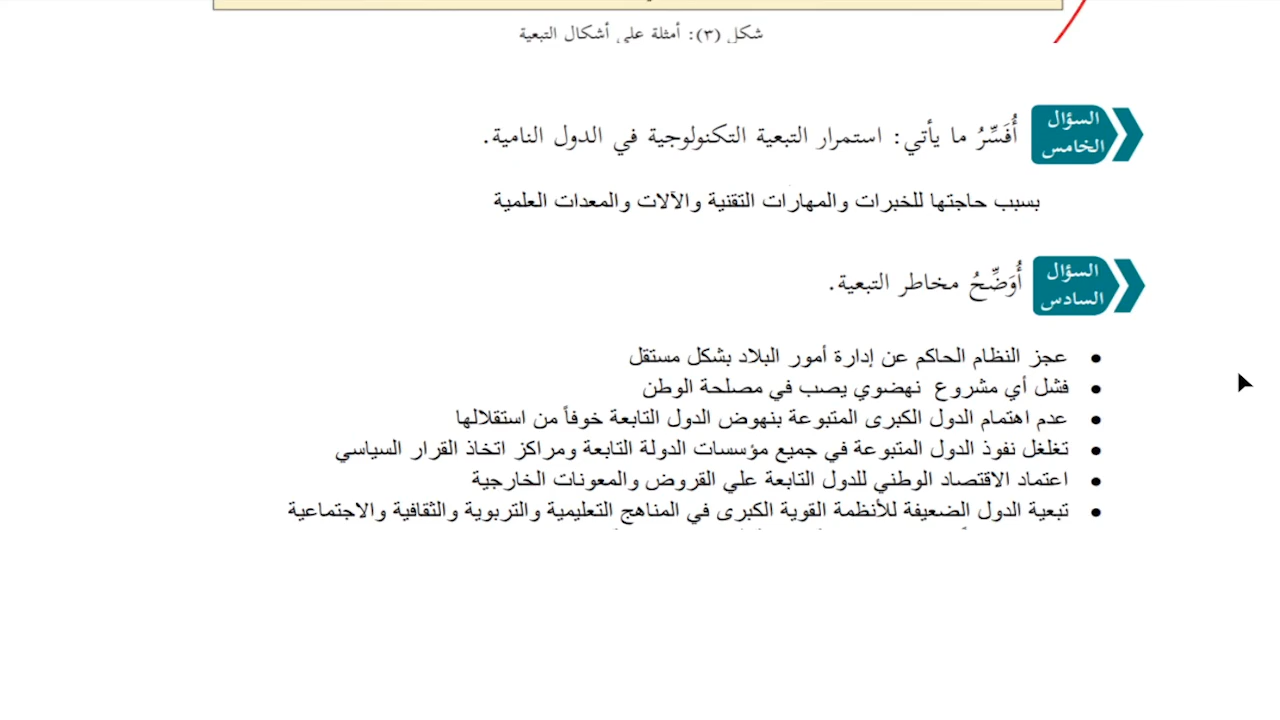 شكل (٣): أمثلة على أشكال التبعية
السؤال الخامس
أُفَسِّرُ ما يأتي: استمرار التبعية التكنولوجية في الدول النامية.
بسبب حاجتها للخبرات والمهارات التقنية والآلات والمعدات العلمية
السؤال السادس
أُوَضِّحُ مخاطر التبعية.
• عجز النظام الحاكم عن إدارة أمور البلاد بشكل مستقل
• فشل أي مشروع نهضوي يصب في مصلحة الوطن
• عدم اهتمام الدول الكبرى المتبوعة بنهوض الدول التابعة خوفاً من استقلالها
• تغلغل نفوذ الدول المتبوعة في جميع مؤسسات الدولة التابعة ومراكز اتخاذ القرار السياسي
• اعتماد الاقتصاد الوطني للدول التابعة علي القروض والمعونات الخارجية
• تبعية الدول الضعيفة للأنظمة القوية الكبرى في المناهج التعليمية والتربوية والثقافية والاجتماعية